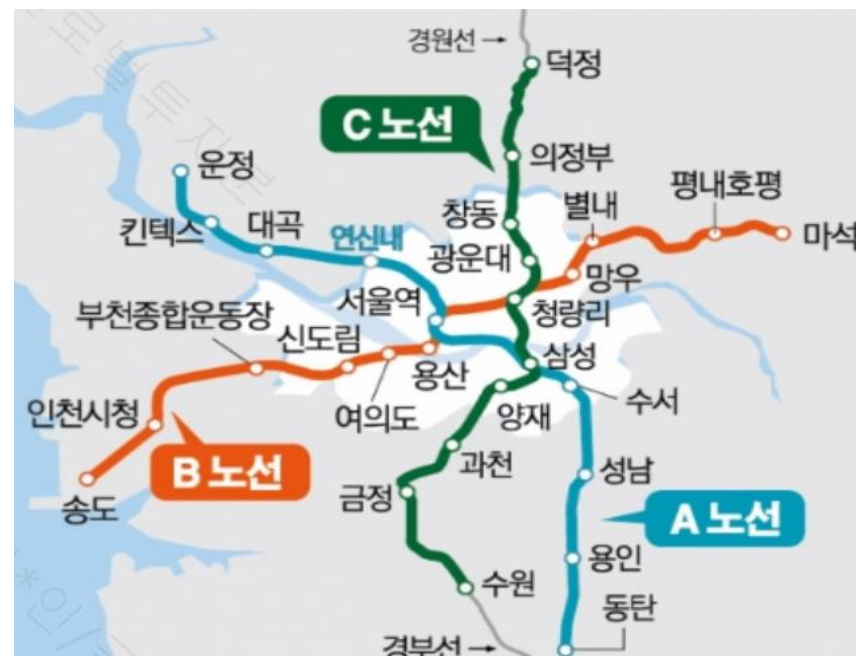 경원선→
덕정
C 노선
의정부
운정
평내호평
별내
창동
킨텍스
대곡
연신내
마석
광운대
망우
서울역
청량리
부천종합운동장
신도림
용산
삼성
수서
인천시청
여의도
양재
B 노선
과천
성남
금정
송도
A 노선
용인
수원
동탄
경부선→